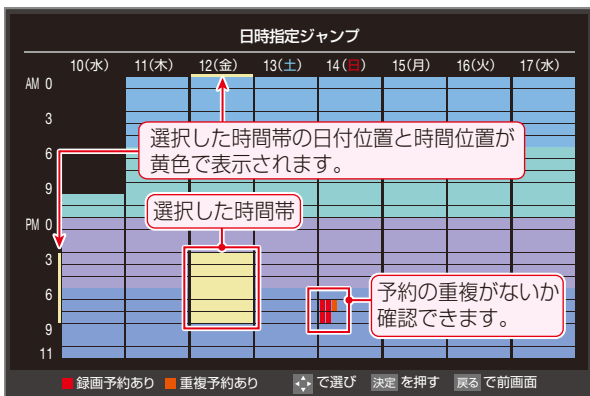 日時指定ジャンプ
10(水) 11(木) 12(金) 13(土) 14(日) 15(月) 16(火) 17(水)
AM 0
3
選択した時間帯の日付位置と時間位置が
黄色で表示されます。
6
9
選択した時間帯
PM 0
3
予約の重複がないか
確認できます。
6
9
11
録画予約あり 重複予約あり で選び 決定 を押す 戻る で前画面